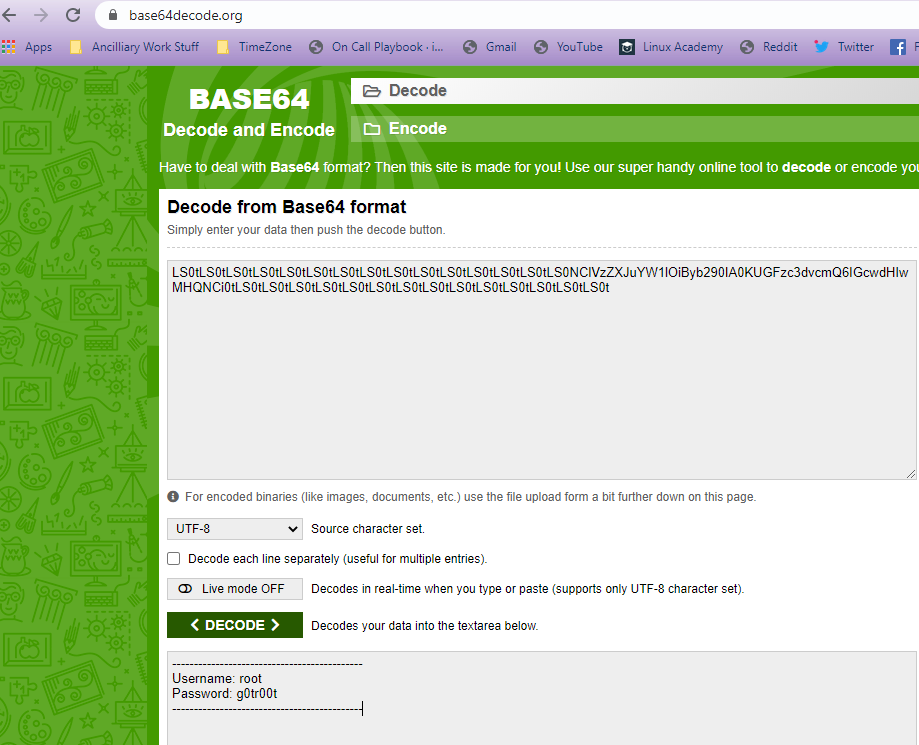 base64decode.org
Apps Ancilliary Work Stuff TimeZone On Call Playbook · i... Gmail YouTube Linux Academy Reddit Twitter
BASE64
Decode and Encode
Decode
Encode
Have to deal with Base64 format? Then this site is made for you! Use our super handy online tool to decode or encode you
Decode from Base64 format
Simply enter your data then push the decode button.
LS0tLS0tLS0tLS0tLS0tLS0tLS0tLS0tLS0tLS0tLS0tLS0tLS0tLS0tLS0NClVzZXJuYW1lOiByb290IA0KUGFzc3dvcmQ6IGcwdHIw
MHQNCi0tLS0tLS0tLS0tLS0tLS0tLS0tLS0tLS0tLS0tLS0tLS0tLS0tLS0tLS0t
For encoded binaries (like images, documents, etc.) use the file upload form a bit further down on this page.
UTF-8 Source character set.
Decode each line separately (useful for multiple entries).
Live mode OFF Decodes in real-time when you type or paste (supports only UTF-8 character set).
< DECODE > Decodes your data into the textarea below.
--------------------------------------------
Username: root
Password: g0tr00t
--------------------------------------------